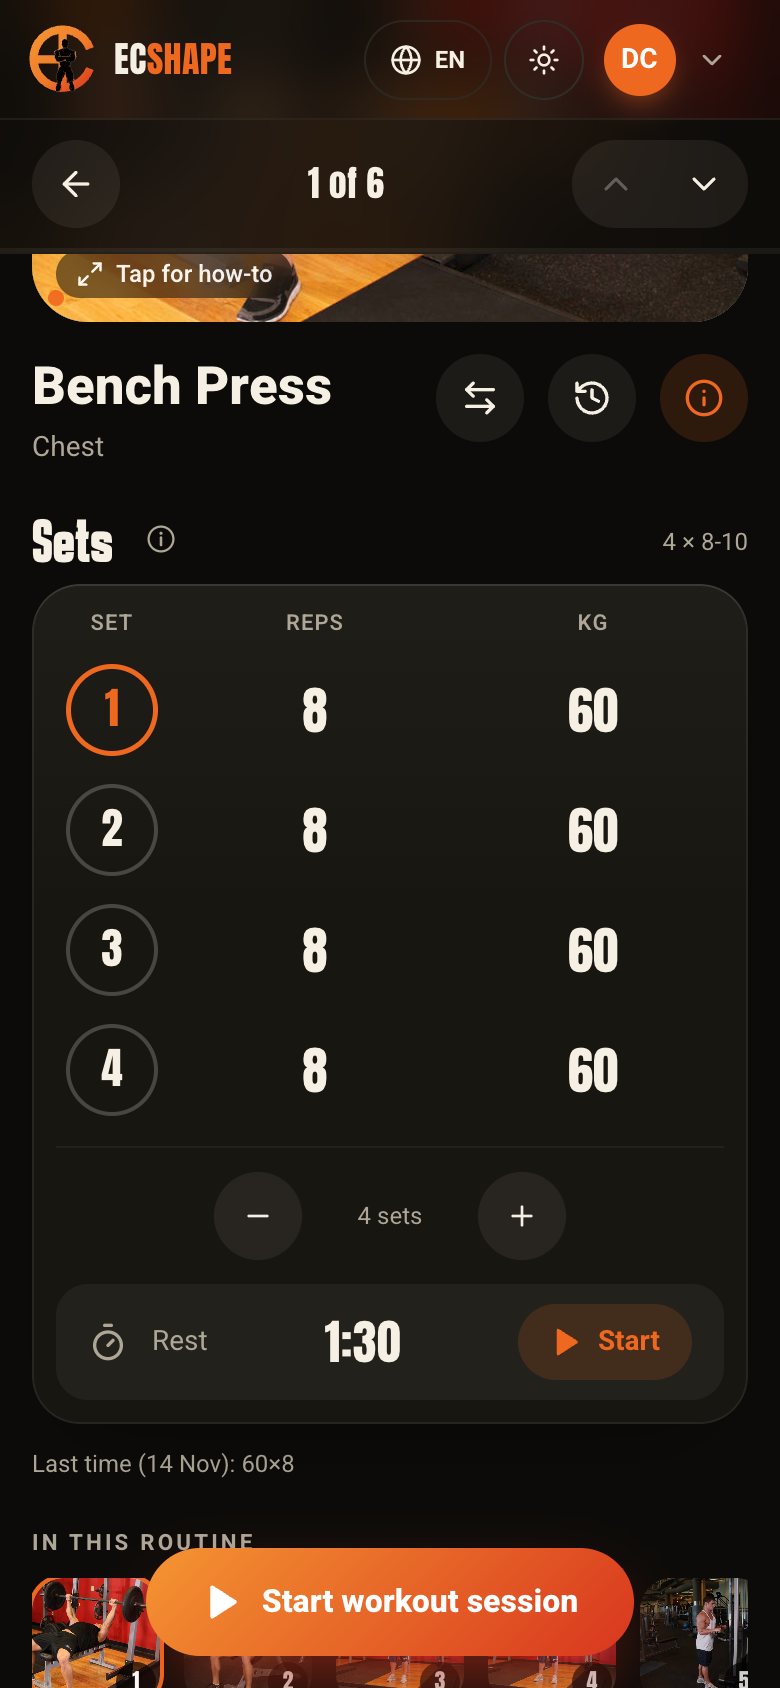 ECSHAPE
EN
DC
1 of 6
Tap for how-to
Bench Press
Chest
Sets
4 × 8-10
SET REPS KG
1 8 60
2 8 60
3 8 60
4 8 60
4 sets
Rest 1:30 Start
Last time (14 Nov): 60×8
IN THIS ROUTINE
Start workout session
1 2 3 4 5